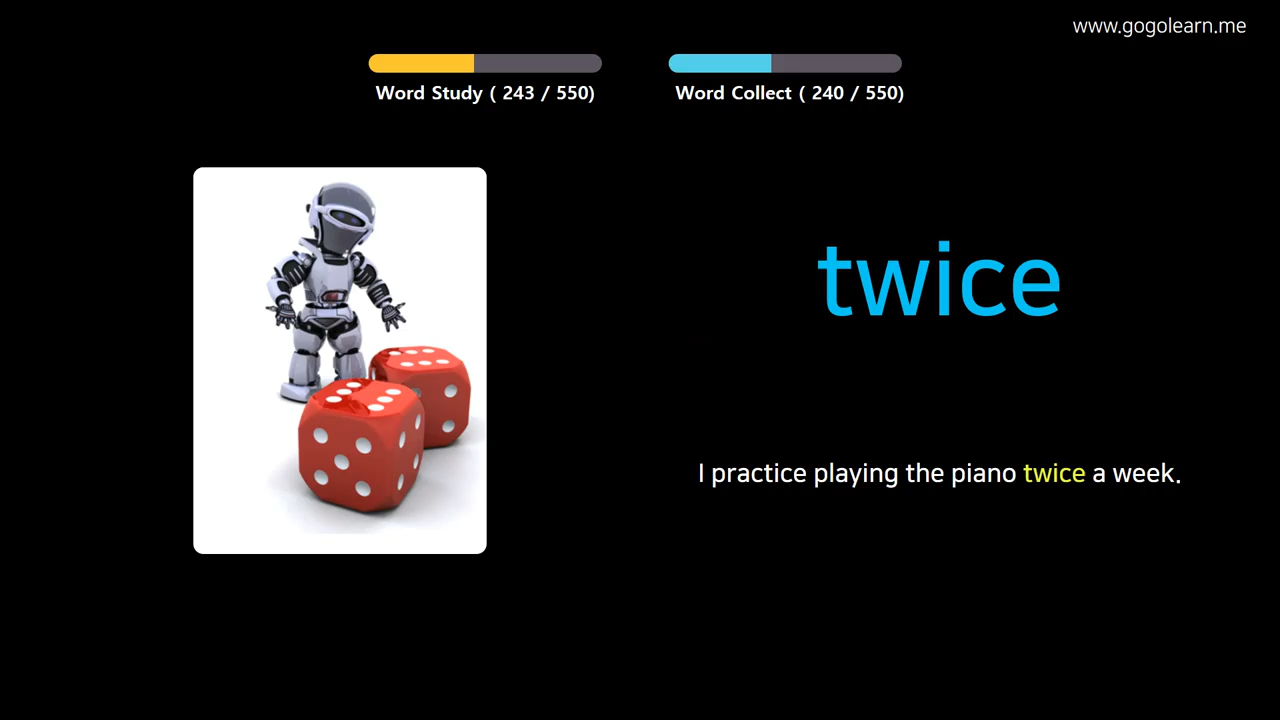 www.gogolearn.me
Word Study ( 243 / 550)
Word Collect ( 240 / 550)
twice
I practice playing the piano twice a week.